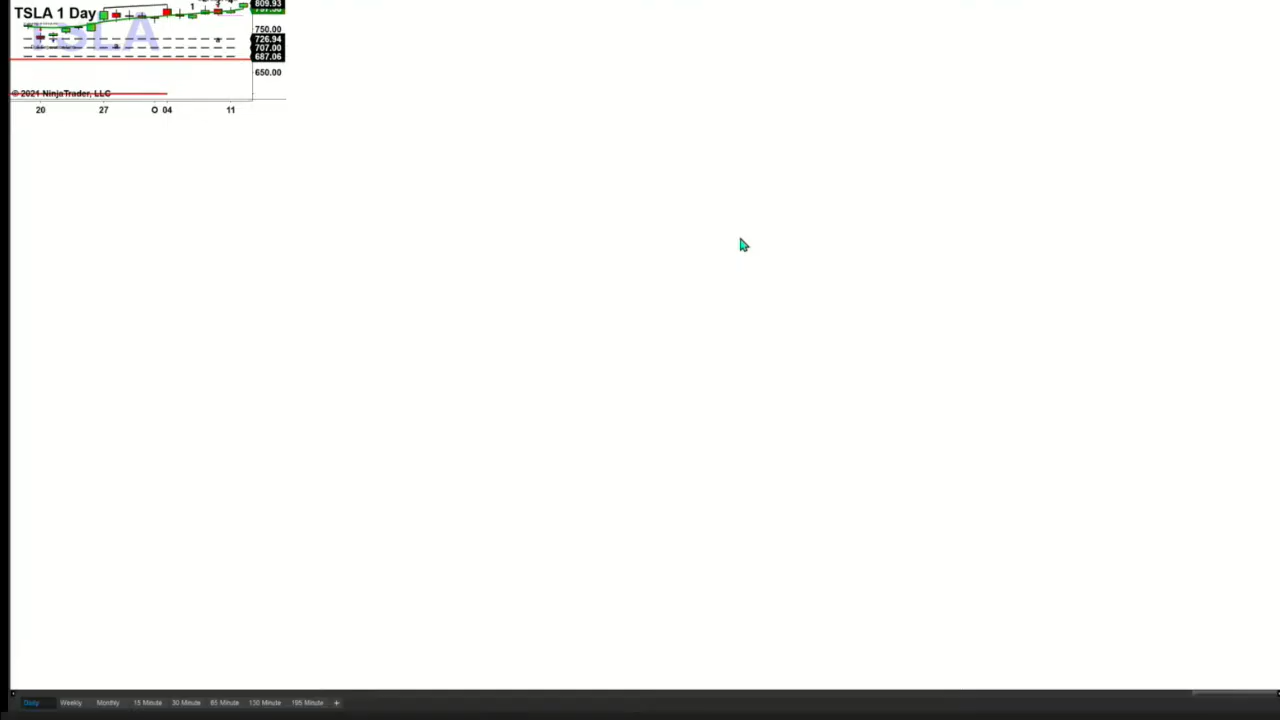 809.93
TSLA 1 Day
TSLA
750.00
726.94
707.00
687.06
650.00
© 2021 NinjaTrader, LLC
20 27 O 04 11
Daily Weekly Monthly 15 Minute 30 Minute 65 Minute 130 Minute 195 Minute +